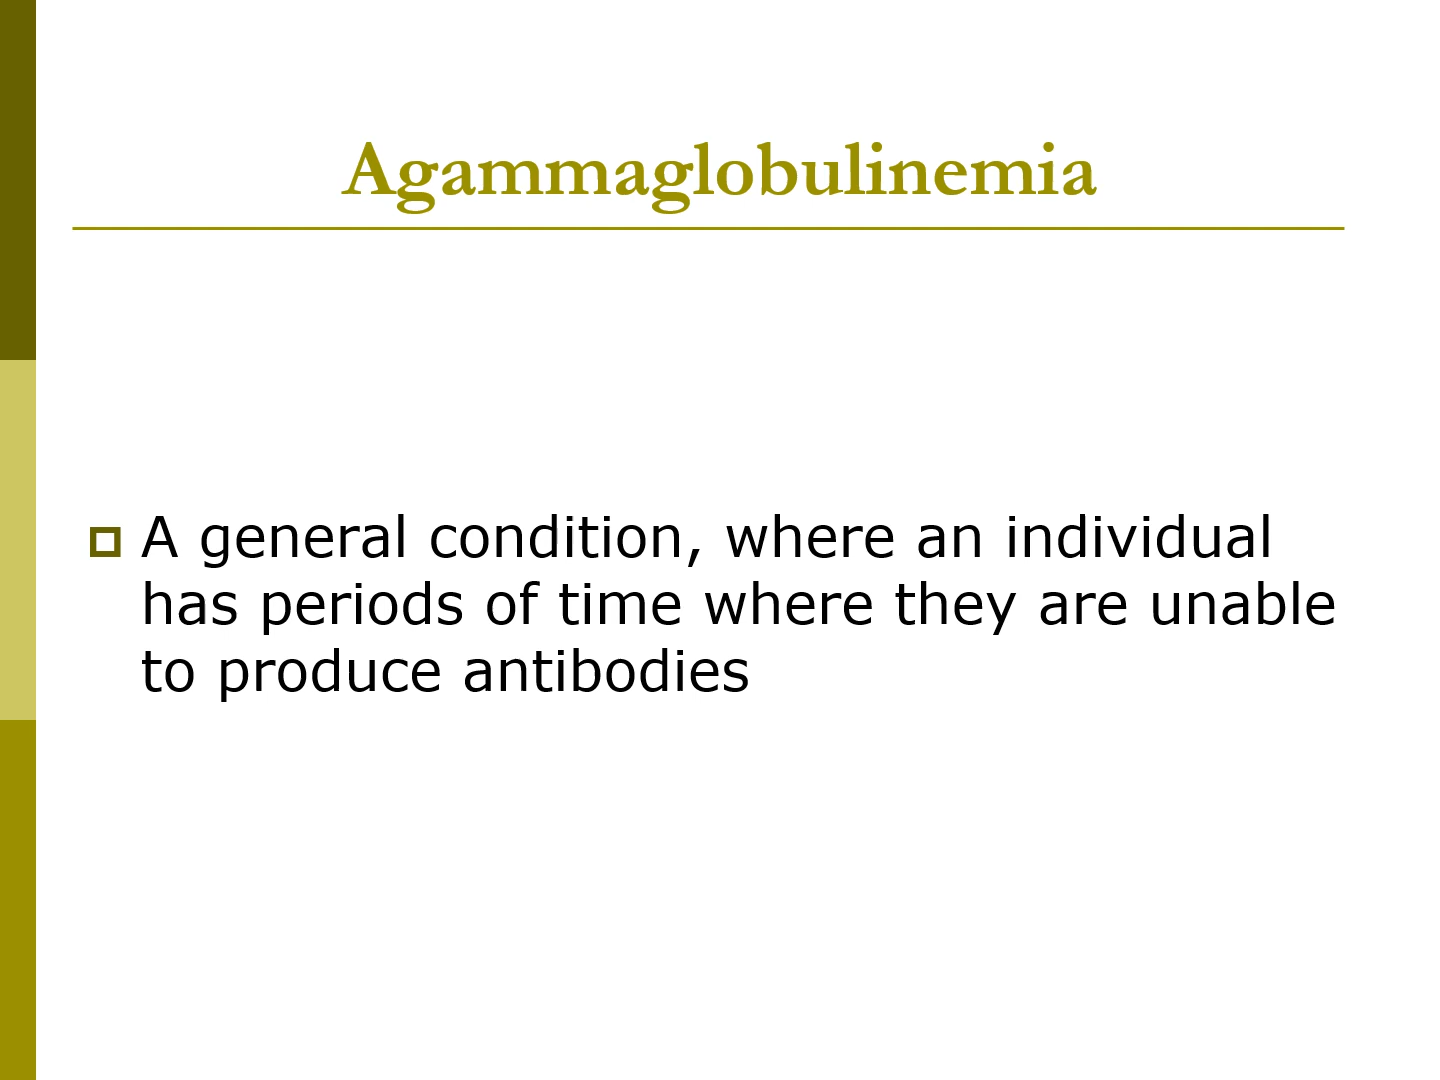 Agammaglobulinemia
A general condition, where an individual
has periods of time where they are unable
to produce antibodies